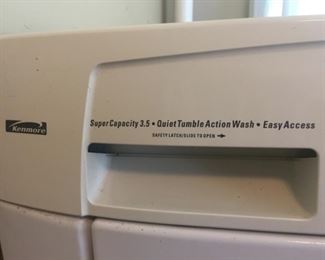 Kenmore
Super Capacity 3.5 • Quiet Tumble Action Wash • Easy Access
SAFETY LATCH/SLIDE TO OPEN →